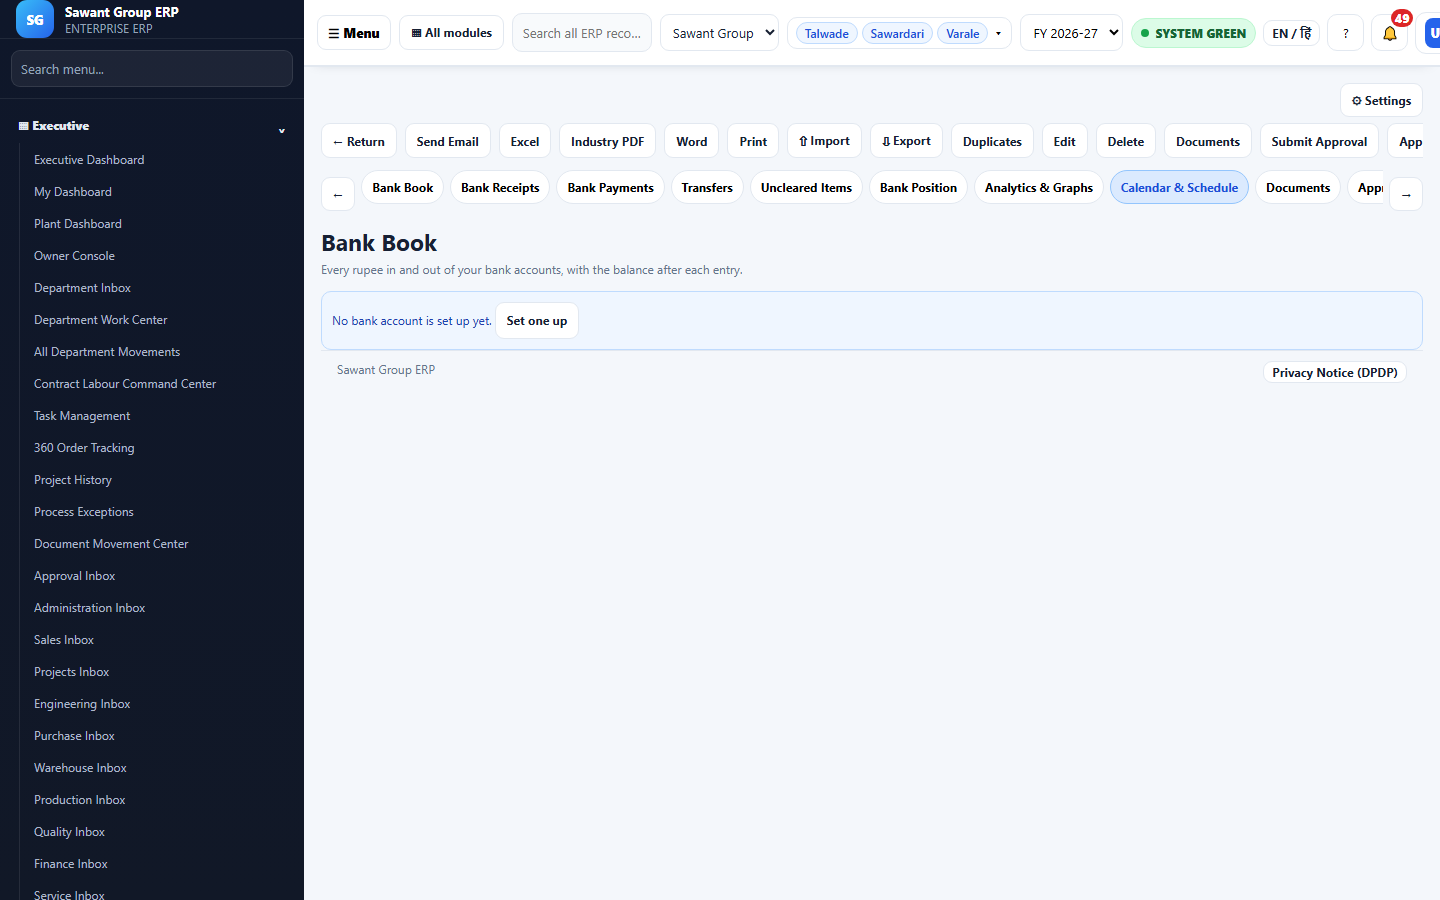 SG
Sawant Group ERP
ENTERPRISE ERP
Search menu...
Executive
Executive Dashboard
My Dashboard
Plant Dashboard
Owner Console
Department Inbox
Department Work Center
All Department Movements
Contract Labour Command Center
Task Management
360 Order Tracking
Project History
Process Exceptions
Document Movement Center
Approval Inbox
Administration Inbox
Sales Inbox
Projects Inbox
Engineering Inbox
Purchase Inbox
Warehouse Inbox
Production Inbox
Quality Inbox
Finance Inbox
Service Inbox
☰ Menu
All modules
Search all ERP reco...
Sawant Group
Talwade Sawardari Varale
FY 2026-27
SYSTEM GREEN
EN / हिं
?
49
U
⚙ Settings
← Return Send Email Excel Industry PDF Word Print ⇧ Import ⇩ Export Duplicates Edit Delete Documents Submit Approval App
← Bank Book Bank Receipts Bank Payments Transfers Uncleared Items Bank Position Analytics & Graphs Calendar & Schedule Documents App →
Bank Book
Every rupee in and out of your bank accounts, with the balance after each entry.
No bank account is set up yet. Set one up
Sawant Group ERP
Privacy Notice (DPDP)